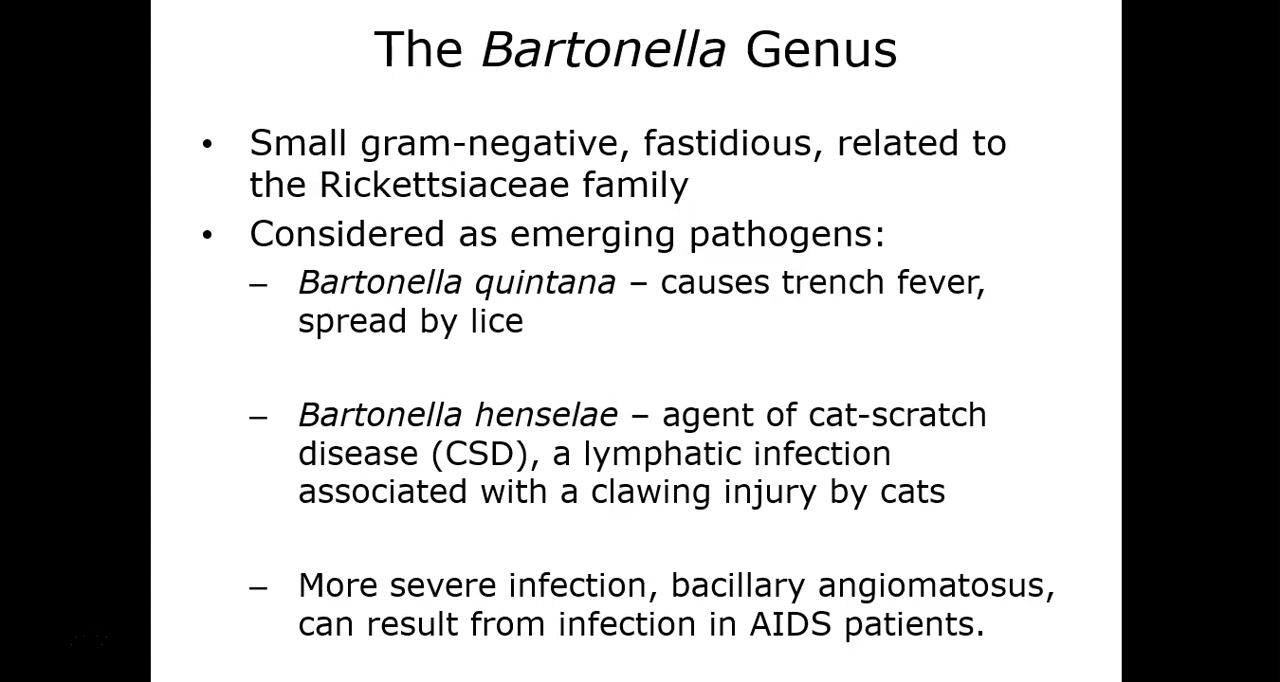 The Bartonella Genus
• Small gram-negative, fastidious, related to
the Rickettsiaceae family
• Considered as emerging pathogens:
– Bartonella quintana – causes trench fever,
spread by lice
– Bartonella henselae – agent of cat-scratch
disease (CSD), a lymphatic infection
associated with a clawing injury by cats
– More severe infection, bacillary angiomatosus,
can result from infection in AIDS patients.